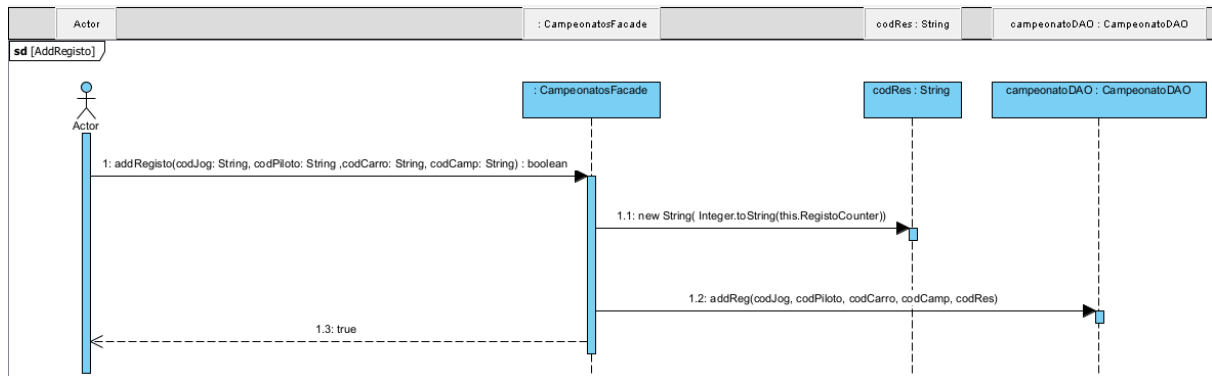 Actor
: CampeonatosFacade
codRes : String
campeonatoDAO : CampeonatoDAO
sd [AddRegisto]
: CampeonatosFacade
codRes : String
campeonatoDAO : CampeonatoDAO
Actor
1: addRegisto(codJog: String, codPiloto: String ,codCarro: String, codCamp: String) : boolean
1.1: new String( Integer.toString(this.RegistoCounter))
1.2: addReg(codJog, codPiloto, codCarro, codCamp, codRes)
1.3: true